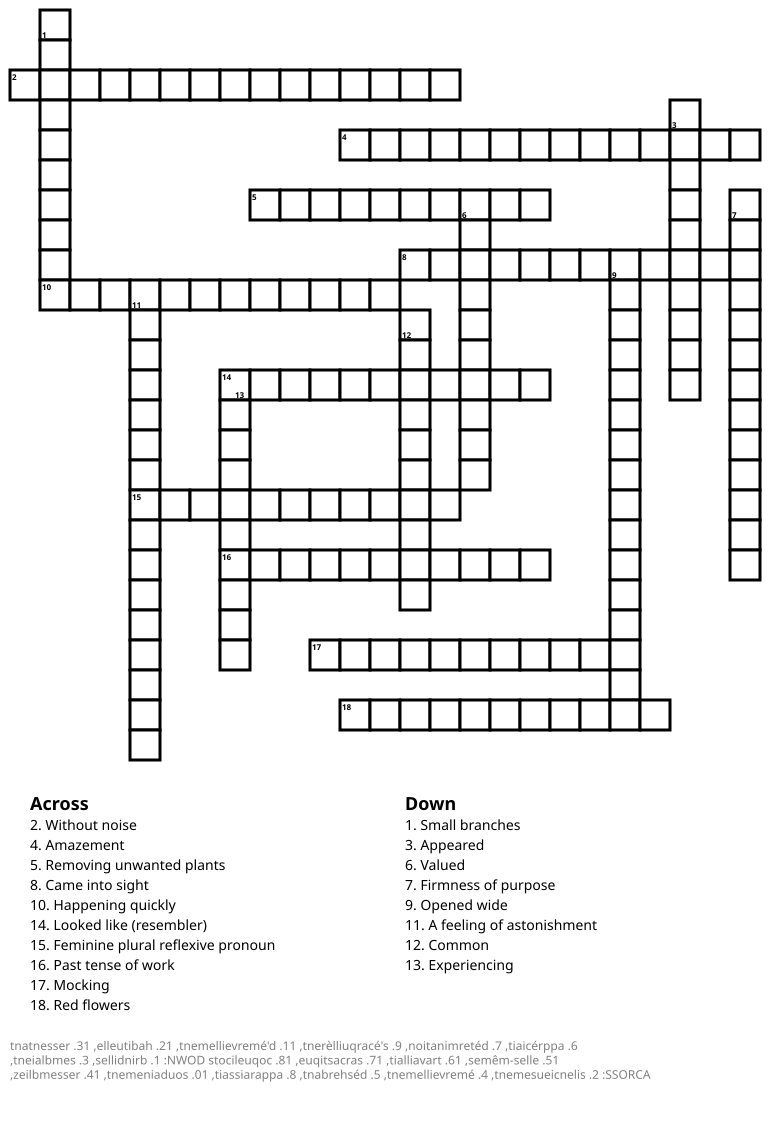 1
2
3
4
5
6
7
8
9
10
11
12
14
13
15
16
17
18
Across
2. Without noise
4. Amazement
5. Removing unwanted plants
8. Came into sight
10. Happening quickly
14. Looked like (resembler)
15. Feminine plural reflexive pronoun
16. Past tense of work
17. Mocking
18. Red flowers
Down
1. Small branches
3. Appeared
6. Valued
7. Firmness of purpose
9. Opened wide
11. A feeling of astonishment
12. Common
13. Experiencing
tnatnesser .31 ,elleutibah .21 ,tnemellievremé'd .11 ,tnerèlliuqracé's .9 ,noitanimretéd .7 ,tiaicérppa .6
,tneialbmes .3 ,sellidnirb .1 :NWOD stocileuqoc .81 ,euqitsacras .71 ,tialliavart .61 ,semêm-selle .51
,zeilbmesser .41 ,tnemeniaduos .01 ,tiassiarappa .8 ,tnabrehséd .5 ,tnemellievremé .4 ,tnemesueicnelis .2 :SSORCA